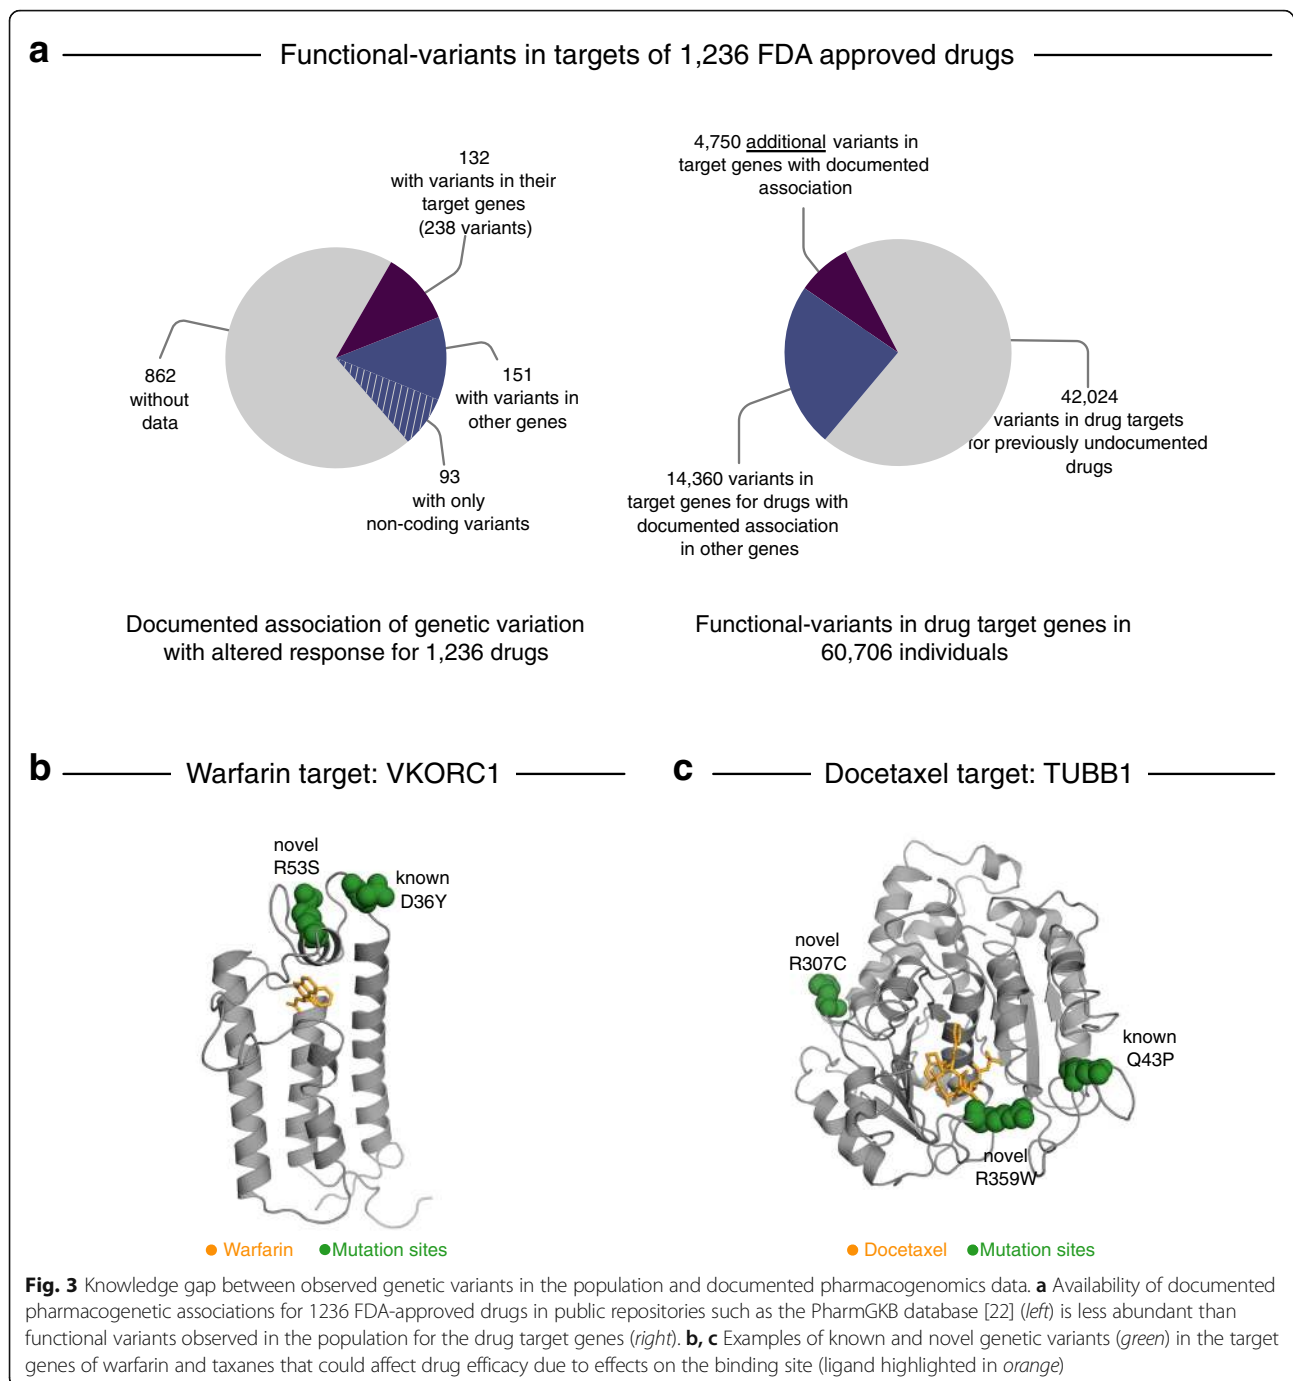 a
Functional-variants in targets of 1,236 FDA approved drugs
132
with variants in their
target genes
(238 variants)
862
without
data
151
with variants in
other genes
93
with only
non-coding variants
4,750 additional variants in
target genes with documented
association
42,024
variants in drug targets
for previously undocumented
drugs
14,360 variants in
target genes for drugs with
documented association
in other genes
Documented association of genetic variation
with altered response for 1,236 drugs
Functional-variants in drug target genes in
60,706 individuals
b
Warfarin target: VKORC1
novel
R53S
known
D36Y
Warfarin
Mutation sites
c
Docetaxel target: TUBB1
novel
R307C
known
Q43P
novel
R359W
Docetaxel
Mutation sites
Fig. 3 Knowledge gap between observed genetic variants in the population and documented pharmacogenomics data. a Availability of documented
pharmacogenetic associations for 1236 FDA-approved drugs in public repositories such as the PharmGKB database [22] (left) is less abundant than
functional variants observed in the population for the drug target genes (right). b, c Examples of known and novel genetic variants (green) in the target
genes of warfarin and taxanes that could affect drug efficacy due to effects on the binding site (ligand highlighted in orange)